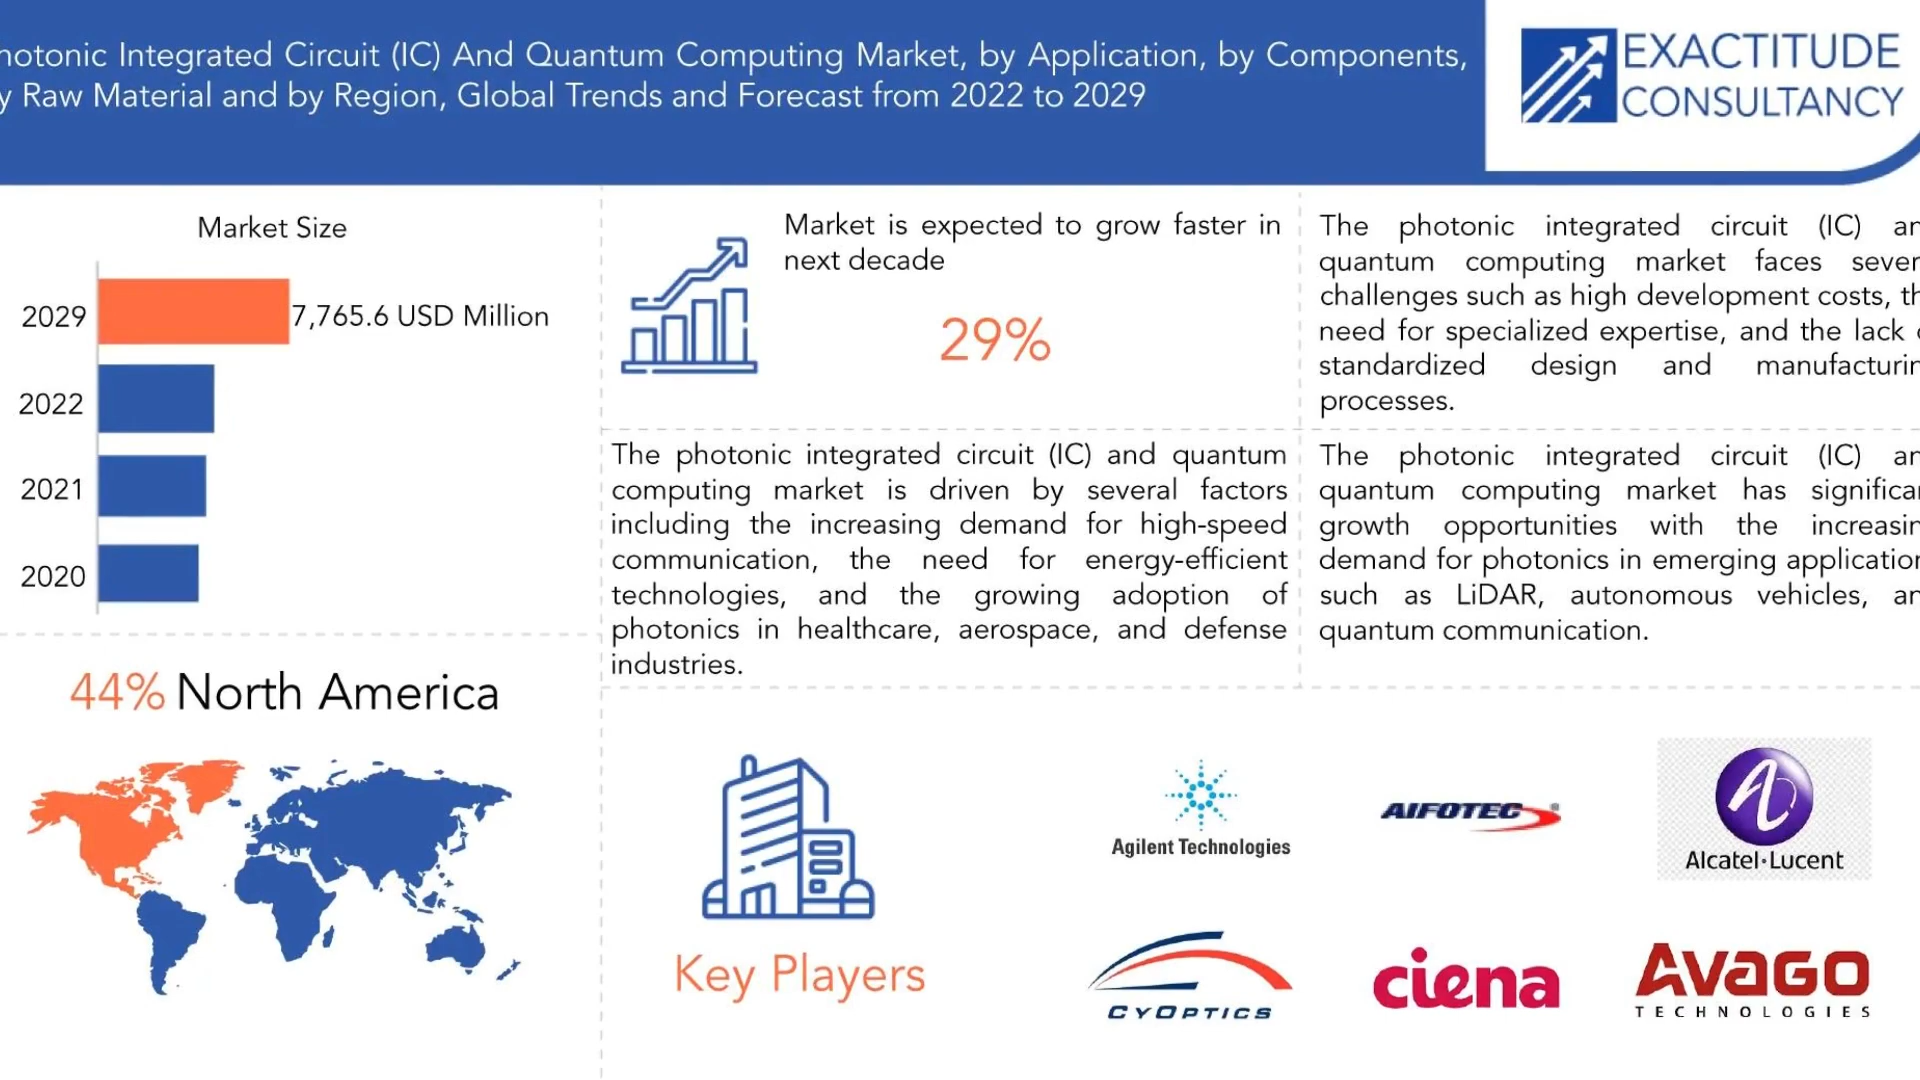 hotonic Integrated Circuit (IC) And Quantum Computing Market, by Application, by Components,
y Raw Material and by Region, Global Trends and Forecast from 2022 to 2029
EXACTITUDE
CONSULTANCY
Market Size
2029
7,765.6 USD Million
2022
2021
2020
44% North America
Market is expected to grow faster in
next decade
29%
The photonic integrated circuit (IC) an
quantum computing market faces sever
challenges such as high development costs, th
need for specialized expertise, and the lack
standardized design and manufacturin
processes.
The photonic integrated circuit (IC) and quantum
computing market is driven by several factors
including the increasing demand for high-speed
communication, the need for energy-efficient
technologies, and the growing adoption of
photonics in healthcare, aerospace, and defense
industries.
The photonic integrated circuit (IC) an
quantum computing market has significan
growth opportunities with the increasin
demand for photonics in emerging application
such as LiDAR, autonomous vehicles, an
quantum communication.
Key Players
Agilent Technologies
AIFOTEC®
Alcatel·Lucent
CyOptics
ciena
AVAGO
TECHNOLOGIES